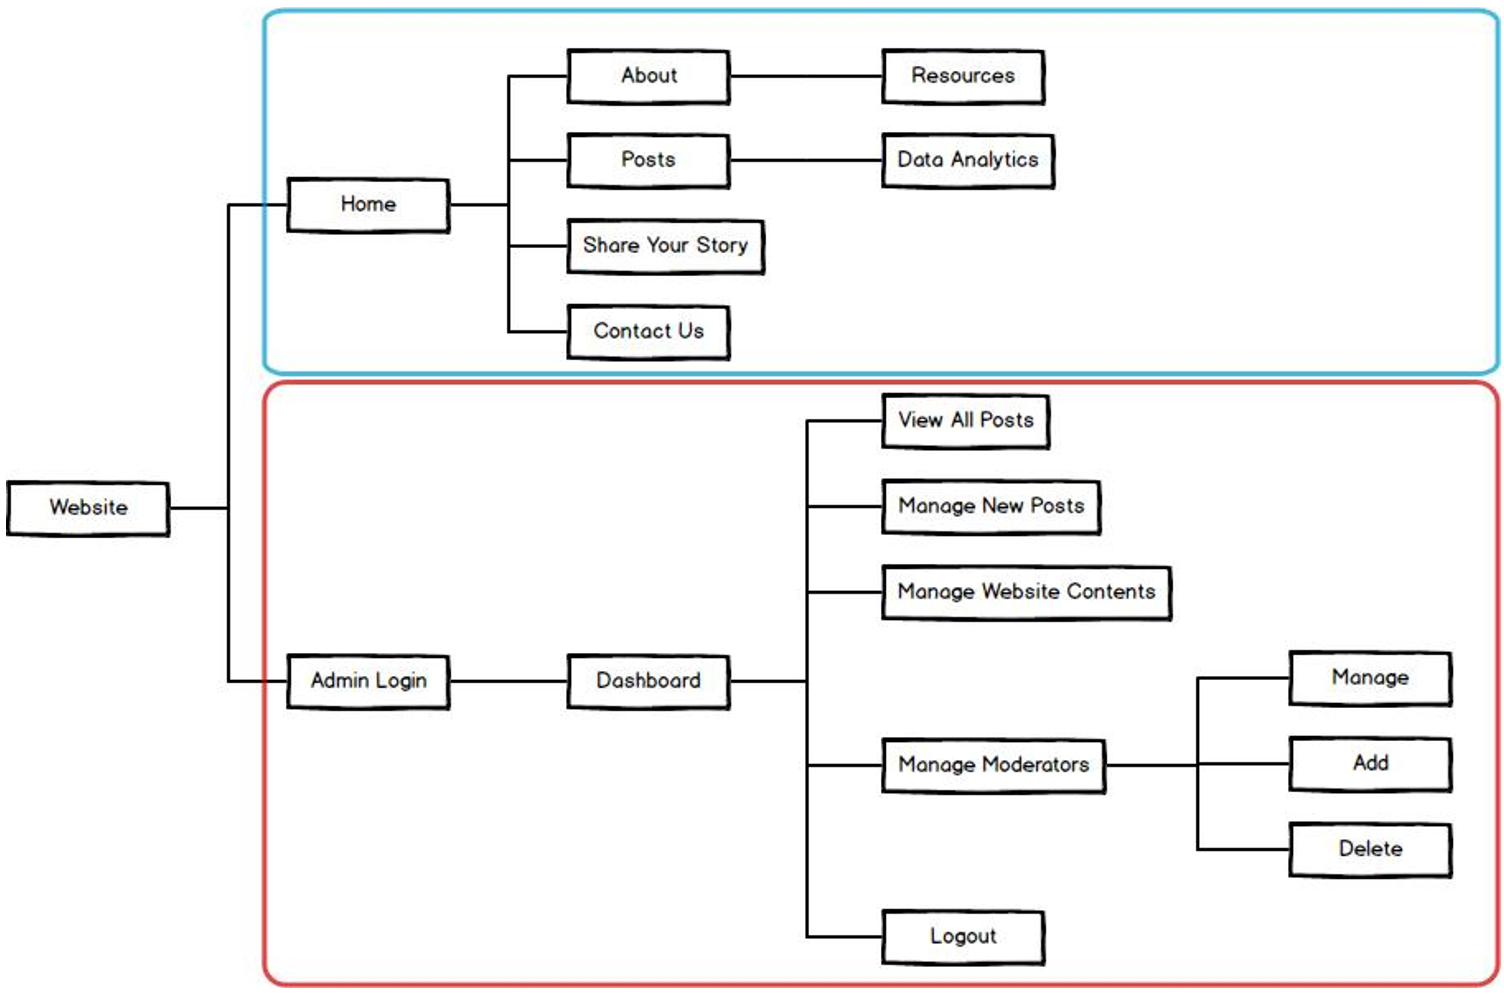 About
Resources
Posts
Data Analytics
Home
Share Your Story
Contact Us
View All Posts
Website
Manage New Posts
Manage Website Contents
Admin Login
Dashboard
Manage
Manage Moderators
Add
Delete
Logout